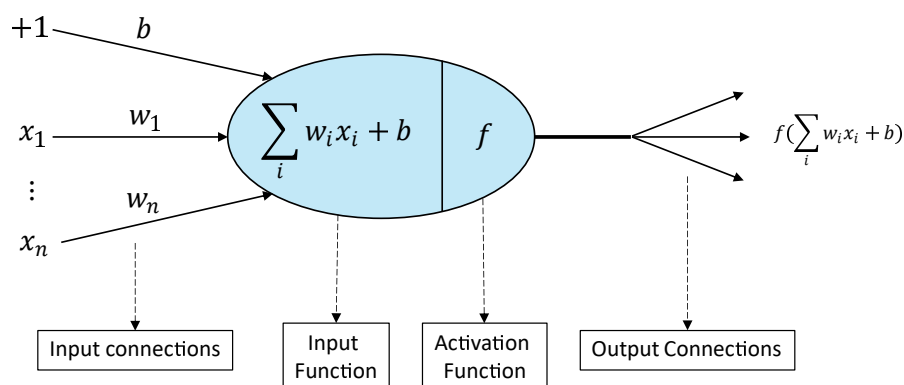 +1
b
x₁
w₁
⋮
wₙ
xₙ
∑ᵢ wᵢxᵢ + b
f
f(∑ᵢ wᵢxᵢ + b)
Input connections
Input
Function
Activation
Function
Output Connections